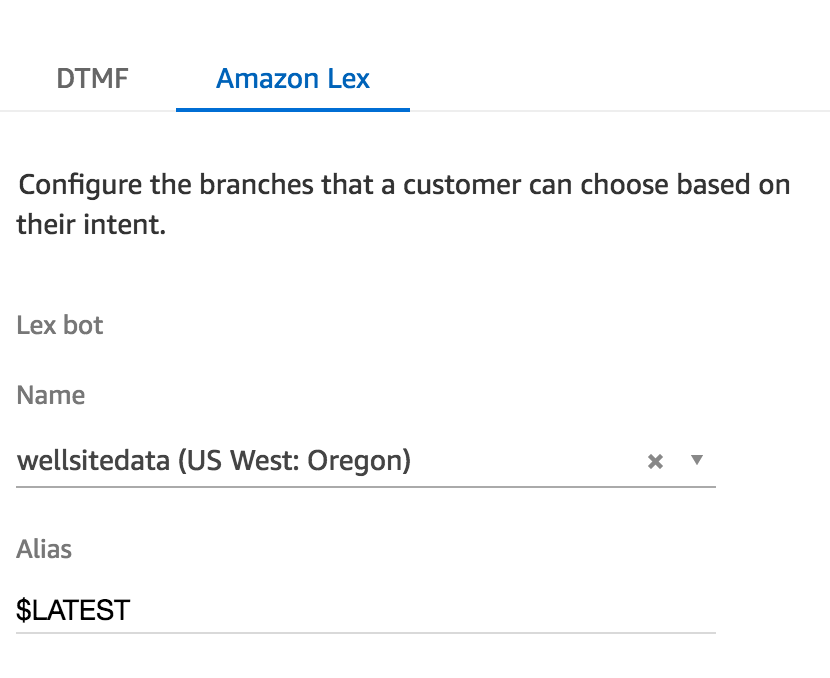 DTMF Amazon Lex
Configure the branches that a customer can choose based on
their intent.
Lex bot
Name
wellsitedata (US West: Oregon)
Alias
$LATEST